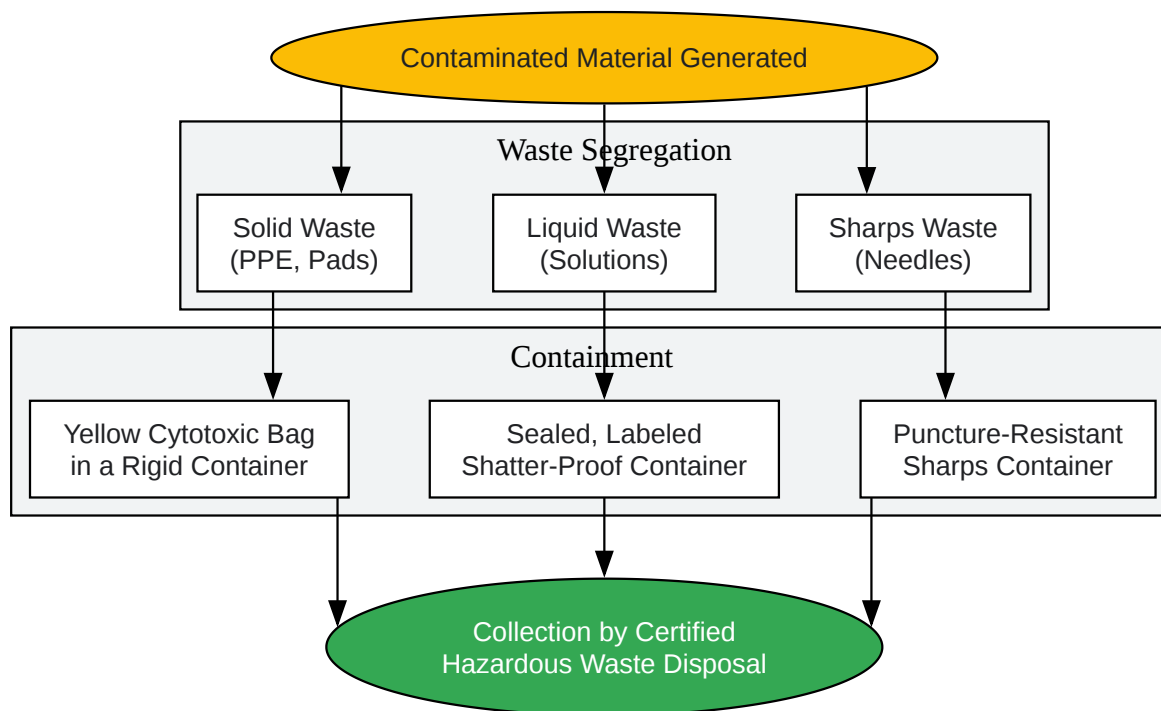 Contaminated Material Generated
Waste Segregation
Solid Waste
(PPE, Pads)
Liquid Waste
(Solutions)
Sharps Waste
(Needles)
Containment
Yellow Cytotoxic Bag
in a Rigid Container
Sealed, Labeled
Shatter-Proof Container
Puncture-Resistant
Sharps Container
Collection by Certified
Hazardous Waste Disposal